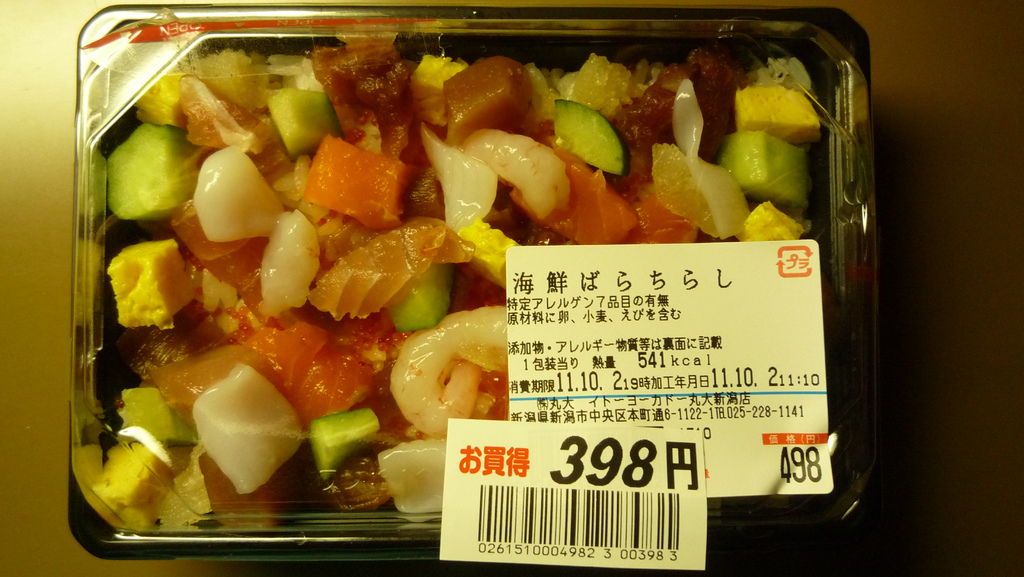 OPEN
プラ
海鮮ばらちらし
特定アレルゲン7品目の有無
原材料に卵、小麦、えびを含む
添加物・アレルギー物質等は裏面に記載
1包装当り 熱量 541kcal
消費期限11.10. 2 19時加工年月日11.10. 2 11:10
㈱丸大 イトーヨーカドー丸大新潟店
新潟県新潟市中央区本町通6-1122-1TEL025-228-1141
価格(円)
498
お買得 398円
0261510004982 3 00398 3